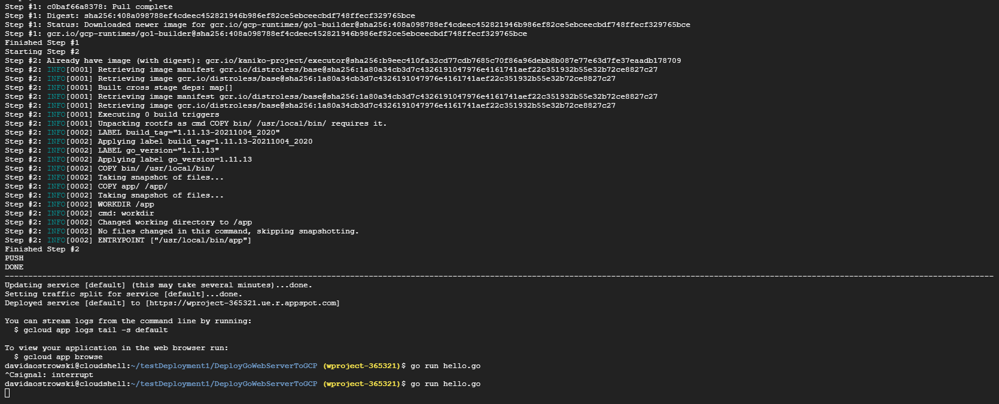 Step #1: c0baf66a8378: Pull complete
Step #1: Digest: sha256:408a098788ef4cdeec452821946b986ef82ce5ebceecbdf748ffecf329765bce
Step #1: Status: Downloaded newer image for gcr.io/gcp-runtimes/go1-builder@sha256:408a098788ef4cdeec452821946b986ef82ce5ebceecbdf748ffecf329765bce
Step #1: gcr.io/gcp-runtimes/go1-builder@sha256:408a098788ef4cdeec452821946b986ef82ce5ebceecbdf748ffecf329765bce
Finished Step #1
Starting Step #2
Step #2: Already have image (with digest): gcr.io/kaniko-project/executor@sha256:b9eec410fa32cd77cdb7685c70f86a96debb8b087e77e63d7fe37eaadb178709
Step #2: INFO[0001] Retrieving image manifest gcr.io/distroless/base@sha256:1a80a34cb3d7c4326191047976e4161741aef22c351932b55e32b72ce8827c27
Step #2: INFO[0001] Retrieving image gcr.io/distroless/base@sha256:1a80a34cb3d7c4326191047976e4161741aef22c351932b55e32b72ce8827c27
Step #2: INFO[0001] Built cross stage deps: map[]
Step #2: INFO[0001] Retrieving image manifest gcr.io/distroless/base@sha256:1a80a34cb3d7c4326191047976e4161741aef22c351932b55e32b72ce8827c27
Step #2: INFO[0001] Retrieving image gcr.io/distroless/base@sha256:1a80a34cb3d7c4326191047976e4161741aef22c351932b55e32b72ce8827c27
Step #2: INFO[0001] Executing 0 build triggers
Step #2: INFO[0001] Unpacking rootfs as cmd COPY bin/ /usr/local/bin/ requires it.
Step #2: INFO[0002] LABEL build_tag="1.11.13-20211004_2020"
Step #2: INFO[0002] Applying label build_tag=1.11.13-20211004_2020
Step #2: INFO[0002] LABEL go_version="1.11.13"
Step #2: INFO[0002] Applying label go_version=1.11.13
Step #2: INFO[0002] COPY bin/ /usr/local/bin/
Step #2: INFO[0002] Taking snapshot of files...
Step #2: INFO[0002] COPY app/ /app/
Step #2: INFO[0002] Taking snapshot of files...
Step #2: INFO[0002] WORKDIR /app
Step #2: INFO[0002] cmd: workdir
Step #2: INFO[0002] Changed working directory to /app
Step #2: INFO[0002] No files changed in this command, skipping snapshotting.
Step #2: INFO[0002] ENTRYPOINT ["/usr/local/bin/app"]
Finished Step #2
PUSH
DONE
--------------------------------------------------------------------------------------------------------------------------------------------------------------------------------------------------------------------
Updating service [default] (this may take several minutes)...done.
Setting traffic split for service [default]...done.
Deployed service [default] to [https://wproject-365321.ue.r.appspot.com]

You can stream logs from the command line by running:
  $ gcloud app logs tail -s default

To view your application in the web browser run:
  $ gcloud app browse
davidaostrowski@cloudshell:~/testDeployment1/DeployGoWebServerToGCP (wproject-365321)$ go run hello.go
^Csignal: interrupt
davidaostrowski@cloudshell:~/testDeployment1/DeployGoWebServerToGCP (wproject-365321)$ go run hello.go